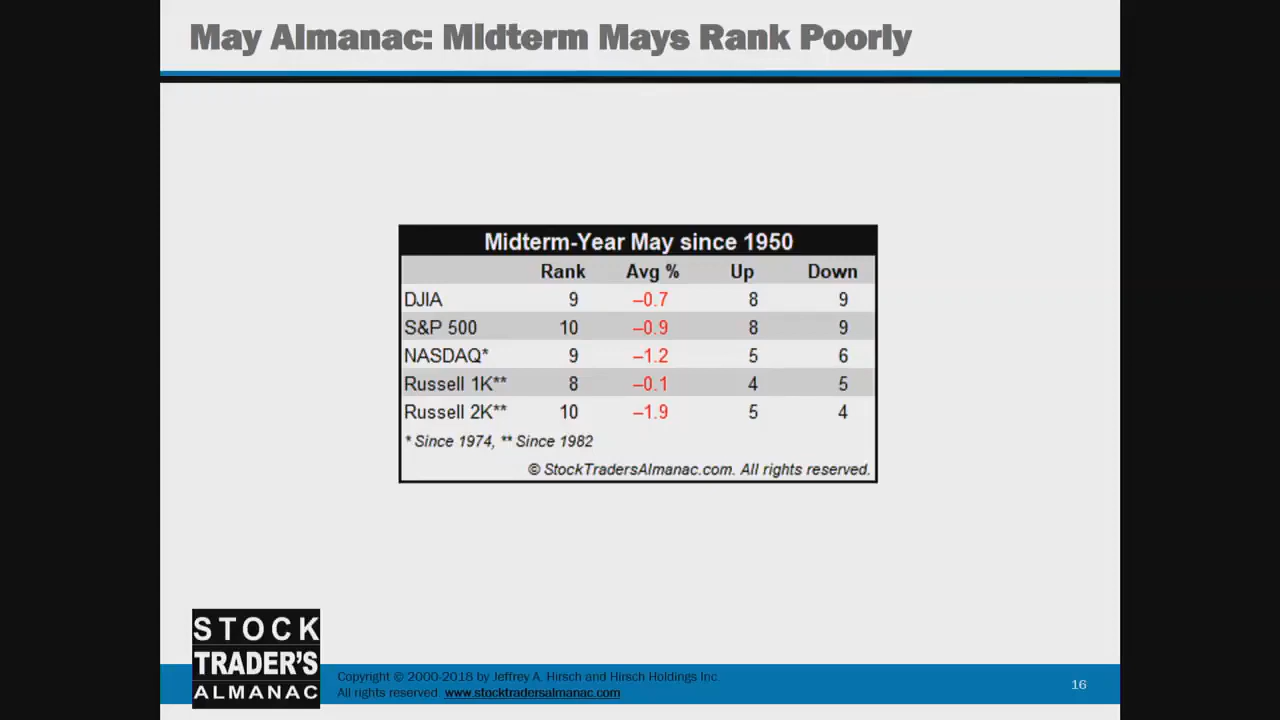 May Almanac: Midterm Mays Rank Poorly
Midterm-Year May since 1950
Rank Avg % Up Down
DJIA 9 –0.7 8 9
S&P 500 10 –0.9 8 9
NASDAQ* 9 –1.2 5 6
Russell 1K** 8 –0.1 4 5
Russell 2K** 10 –1.9 5 4
* Since 1974, ** Since 1982
© StockTradersAlmanac.com. All rights reserved.
STOCK
TRADER'S
ALMANAC
Copyright © 2000-2018 by Jeffrey A. Hirsch and Hirsch Holdings Inc
All rights reserved. www.stocktradersalmanac.com
16